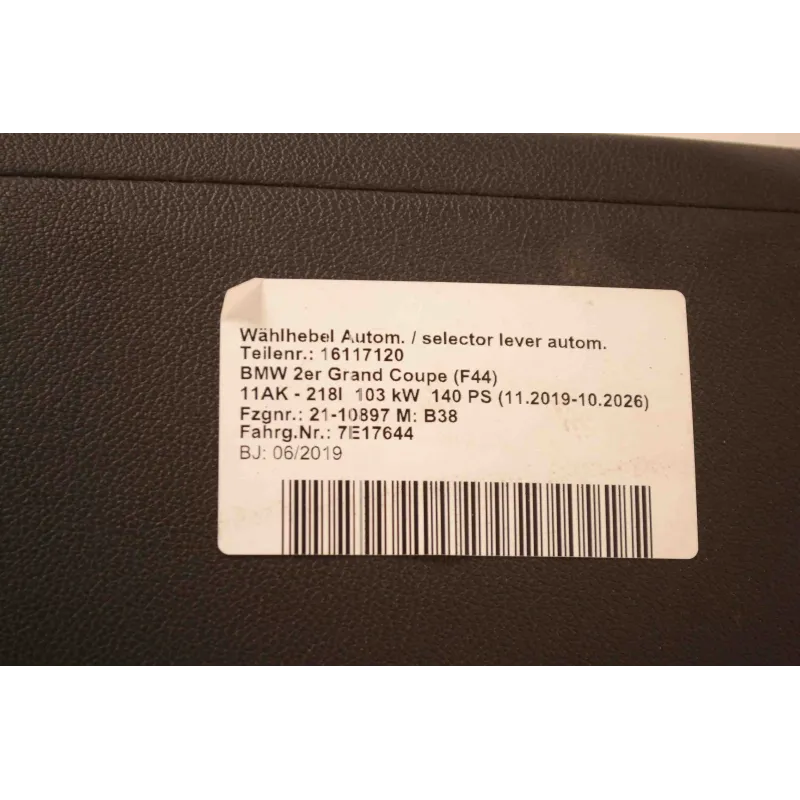 Wählhebel Autom. / selector lever autom.
Teilenr.: 16117120
BMW 2er Grand Coupe (F44)
11AK - 218I 103 kW 140 PS (11.2019-10.2026)
Fzgnr.: 21-10897 M: B38
Fahrg.Nr.: 7E17644
BJ: 06/2019